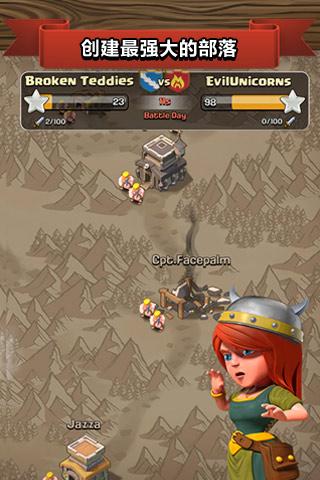 创建最强大的部落
Broken Teddies vs EvilUnicorns
23 Vs 98
2/100 Battle Day 0/100
Cpt.Facepalm
Jazza